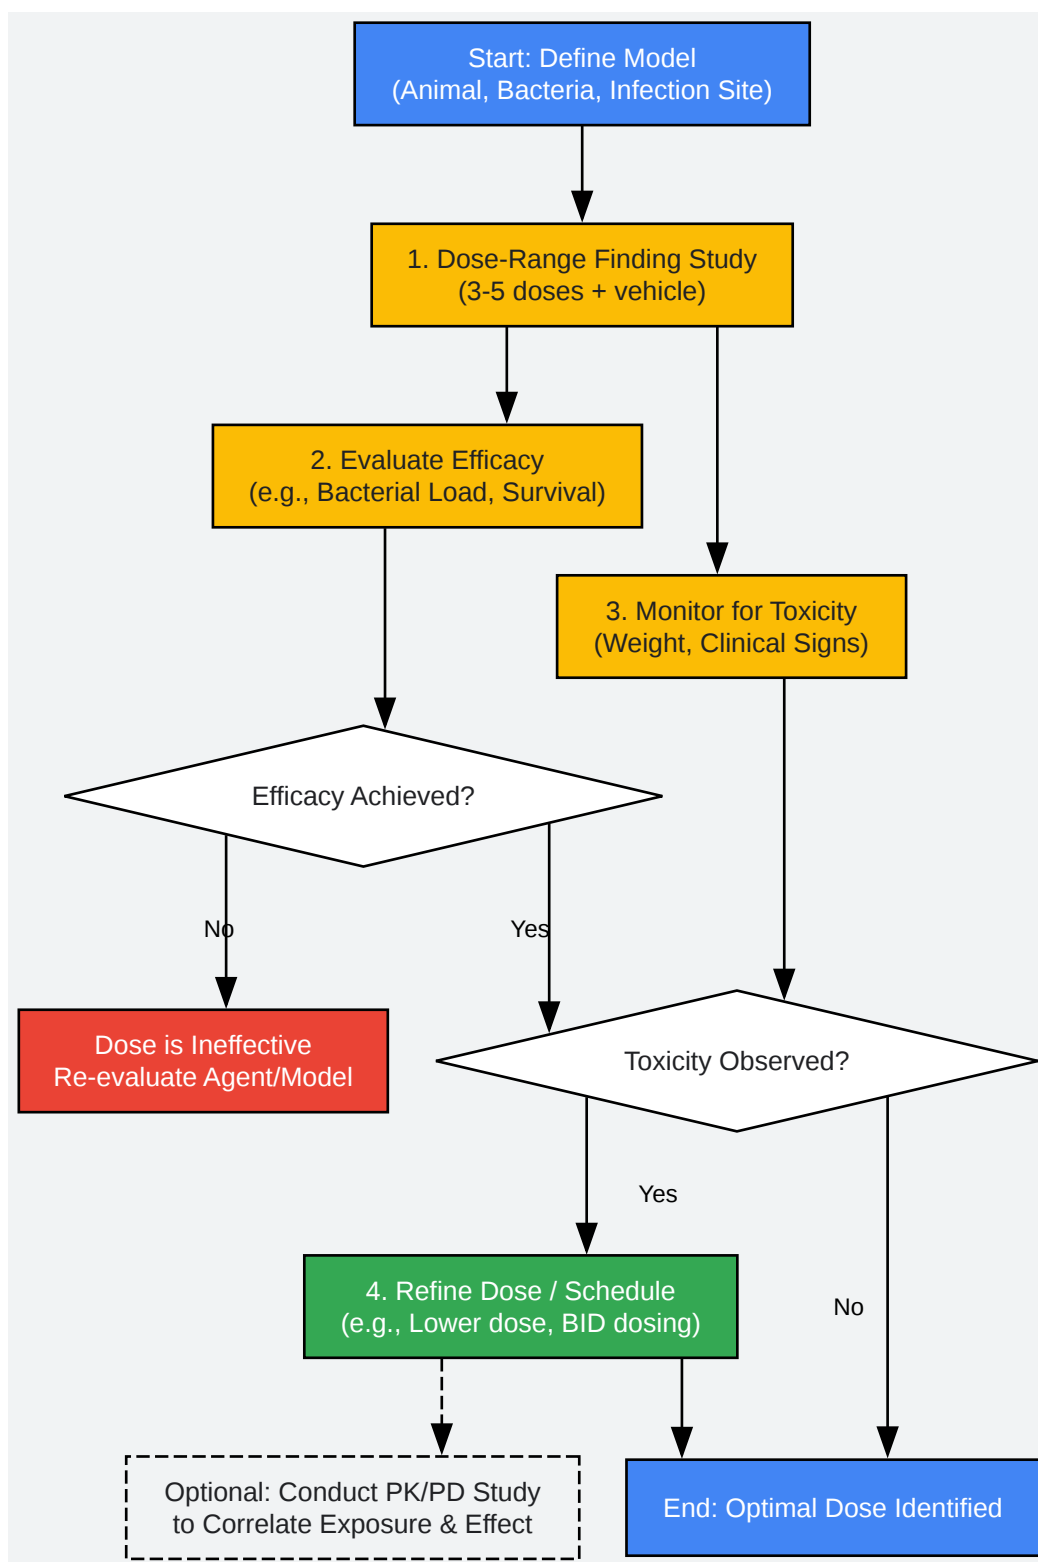 Start: Define Model
(Animal, Bacteria, Infection Site)
1. Dose-Range Finding Study
(3-5 doses + vehicle)
2. Evaluate Efficacy
(e.g., Bacterial Load, Survival)
3. Monitor for Toxicity
(Weight, Clinical Signs)
Efficacy Achieved?
No
Yes
Dose is Ineffective
Re-evaluate Agent/Model
Toxicity Observed?
Yes
4. Refine Dose / Schedule
(e.g., Lower dose, BID dosing)
No
Optional: Conduct PK/PD Study
to Correlate Exposure & Effect
End: Optimal Dose Identified